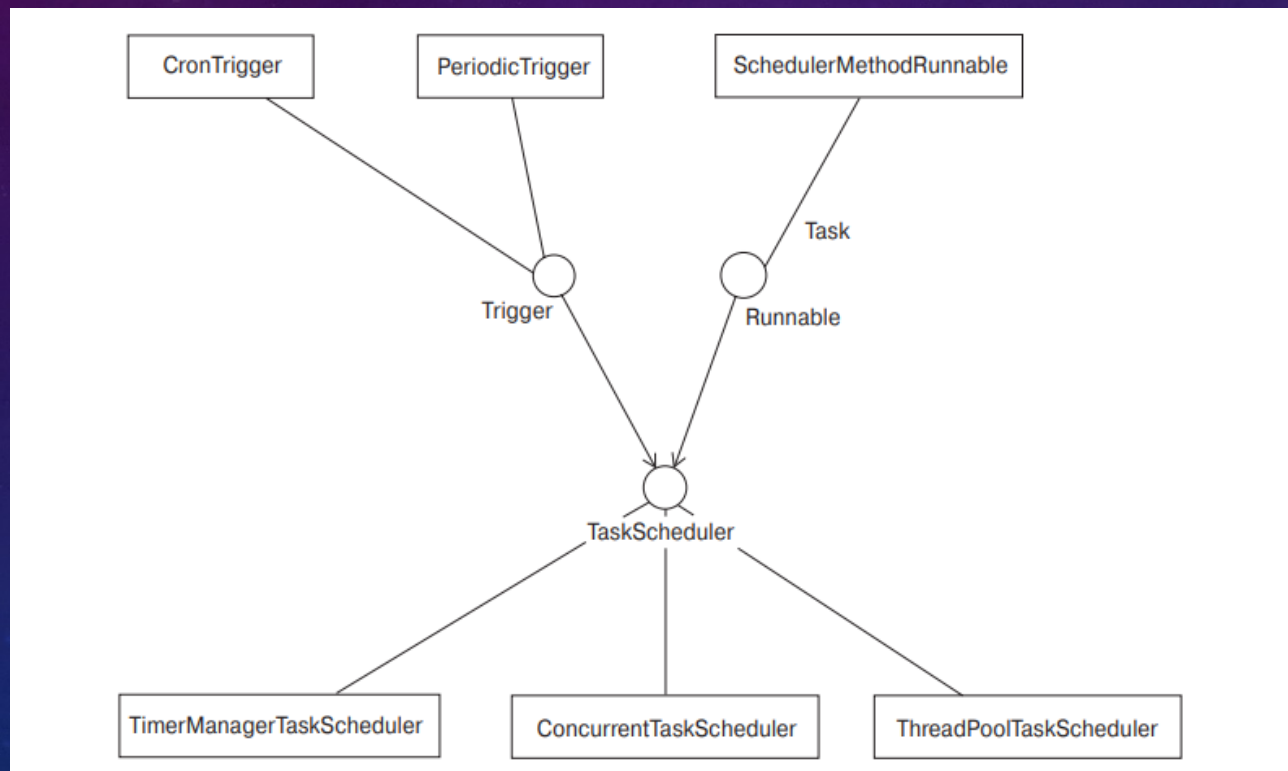 CronTrigger
PeriodicTrigger
SchedulerMethodRunnable
Task
Trigger
Runnable
TaskScheduler
TimerManagerTaskScheduler
ConcurrentTaskScheduler
ThreadPoolTaskScheduler